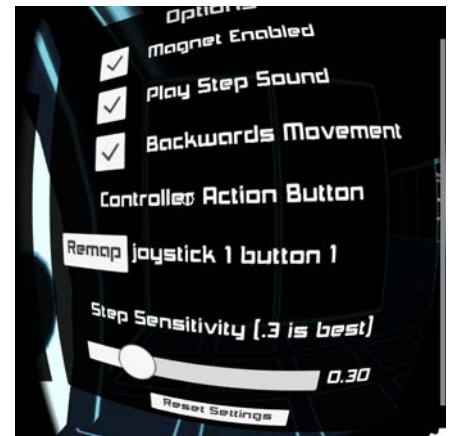 Options
Magnet Enabled
Play Step Sound
Backwards Movement
Controller Action Button
Remap joystick 1 button 1
Step Sensitivity (.3 is best)
0.30
Reset Settings